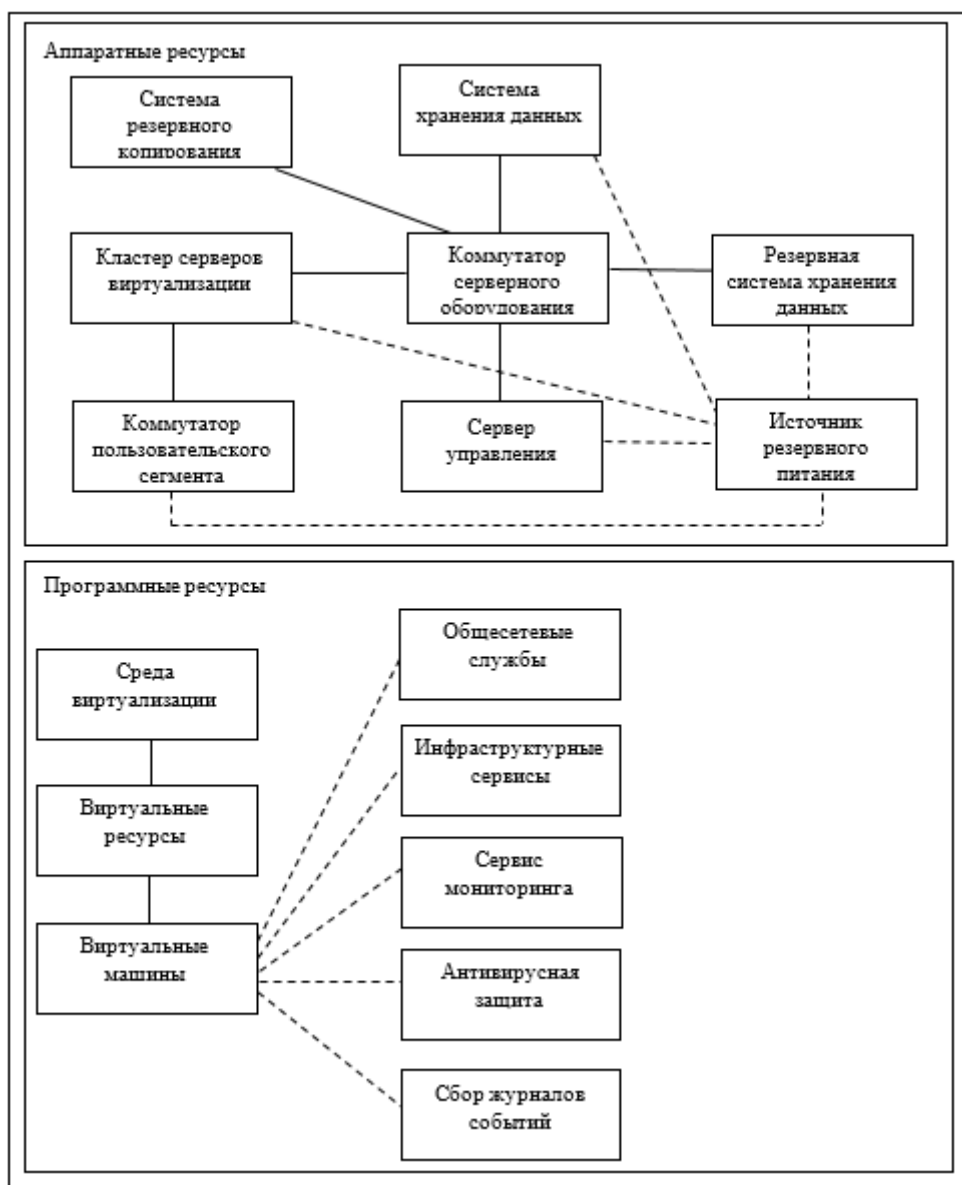 Аппаратные ресурсы
Система
резервного
копирования
Система
хранения данных
Кластер серверов
виртуализации
Коммутатор
серверного
оборудования
Резервная
система хранения
данных
Коммутатор
пользовательского
сегмента
Сервер
управления
Источник
резервного
питания
Программные ресурсы
Среда
виртуализации
Виртуальные
ресурсы
Виртуальные
машины
Общесетевые
службы
Инфраструктурные
сервисы
Сервис
мониторинга
Антивирусная
защита
Сбор журналов
событий